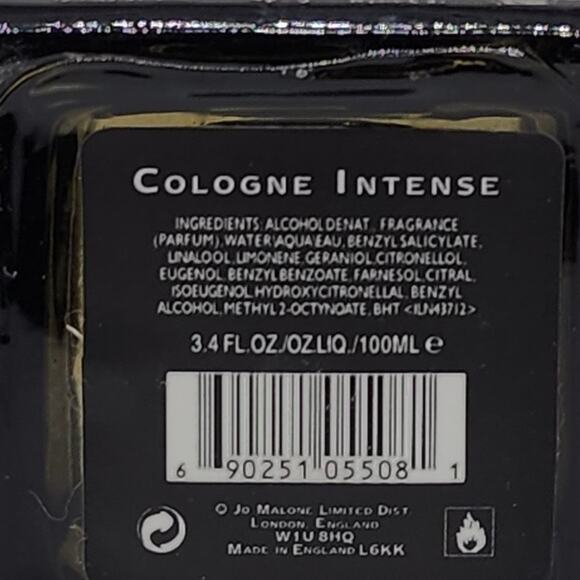 COLOGNE INTENSE
INGREDIENTS: ALCOHOL DENAT., FRAGRANCE
(PARFUM), WATER\AQUA\EAU, BENZYL SALICYLATE,
LINALOOL, LIMONENE, GERANIOL, CITRONELLOL,
EUGENOL, BENZYL BENZOATE, FARNESOL, CITRAL,
ISOEUGENOL, HYDROXYCITRONELLAL, BENZYL
ALCOHOL, METHYL 2-OCTYNOATE, BHT <ILN43712>
3.4 FL.OZ./OZ.LIQ./100ML ℮
6 90251 05508 1
© JO MALONE LIMITED DIST
LONDON, ENGLAND
W1U 8HQ
MADE IN ENGLAND L6KK